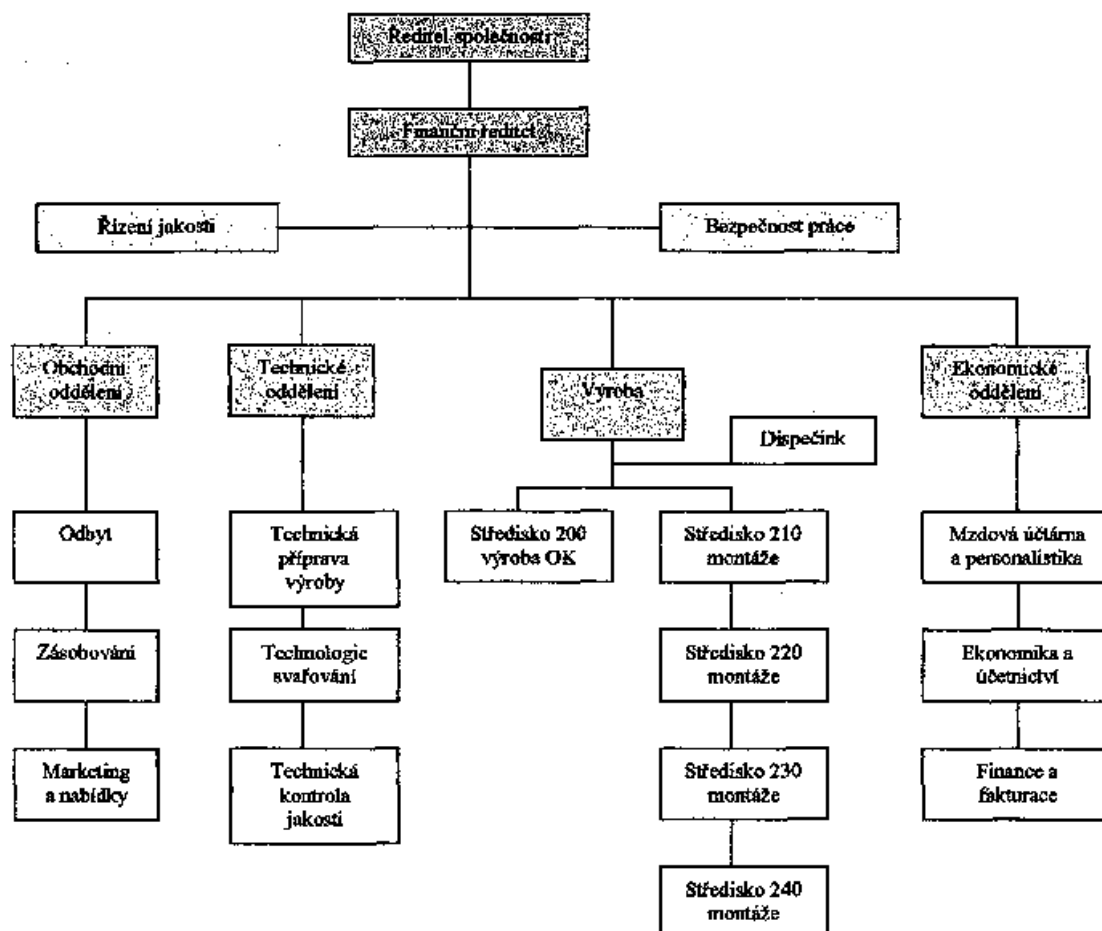 Ředitel společnosti
Finanční ředitel
Řízení jakosti
Bezpečnost práce
Obchodní
oddělení
Technické
oddělení
Výroba
Ekonomické
oddělení
Dispečink
Odbyt
Technická
příprava
výroby
Středisko 200
výroba OK
Středisko 210
montáže
Mzdová účtárna
a personalistika
Zásobování
Technologie
svařování
Středisko 220
montáže
Ekonomika a
účetnictví
Marketing
a nabídky
Technická
kontrola
jakosti
Středisko 230
montáže
Finance a
fakturace
Středisko 240
montáže